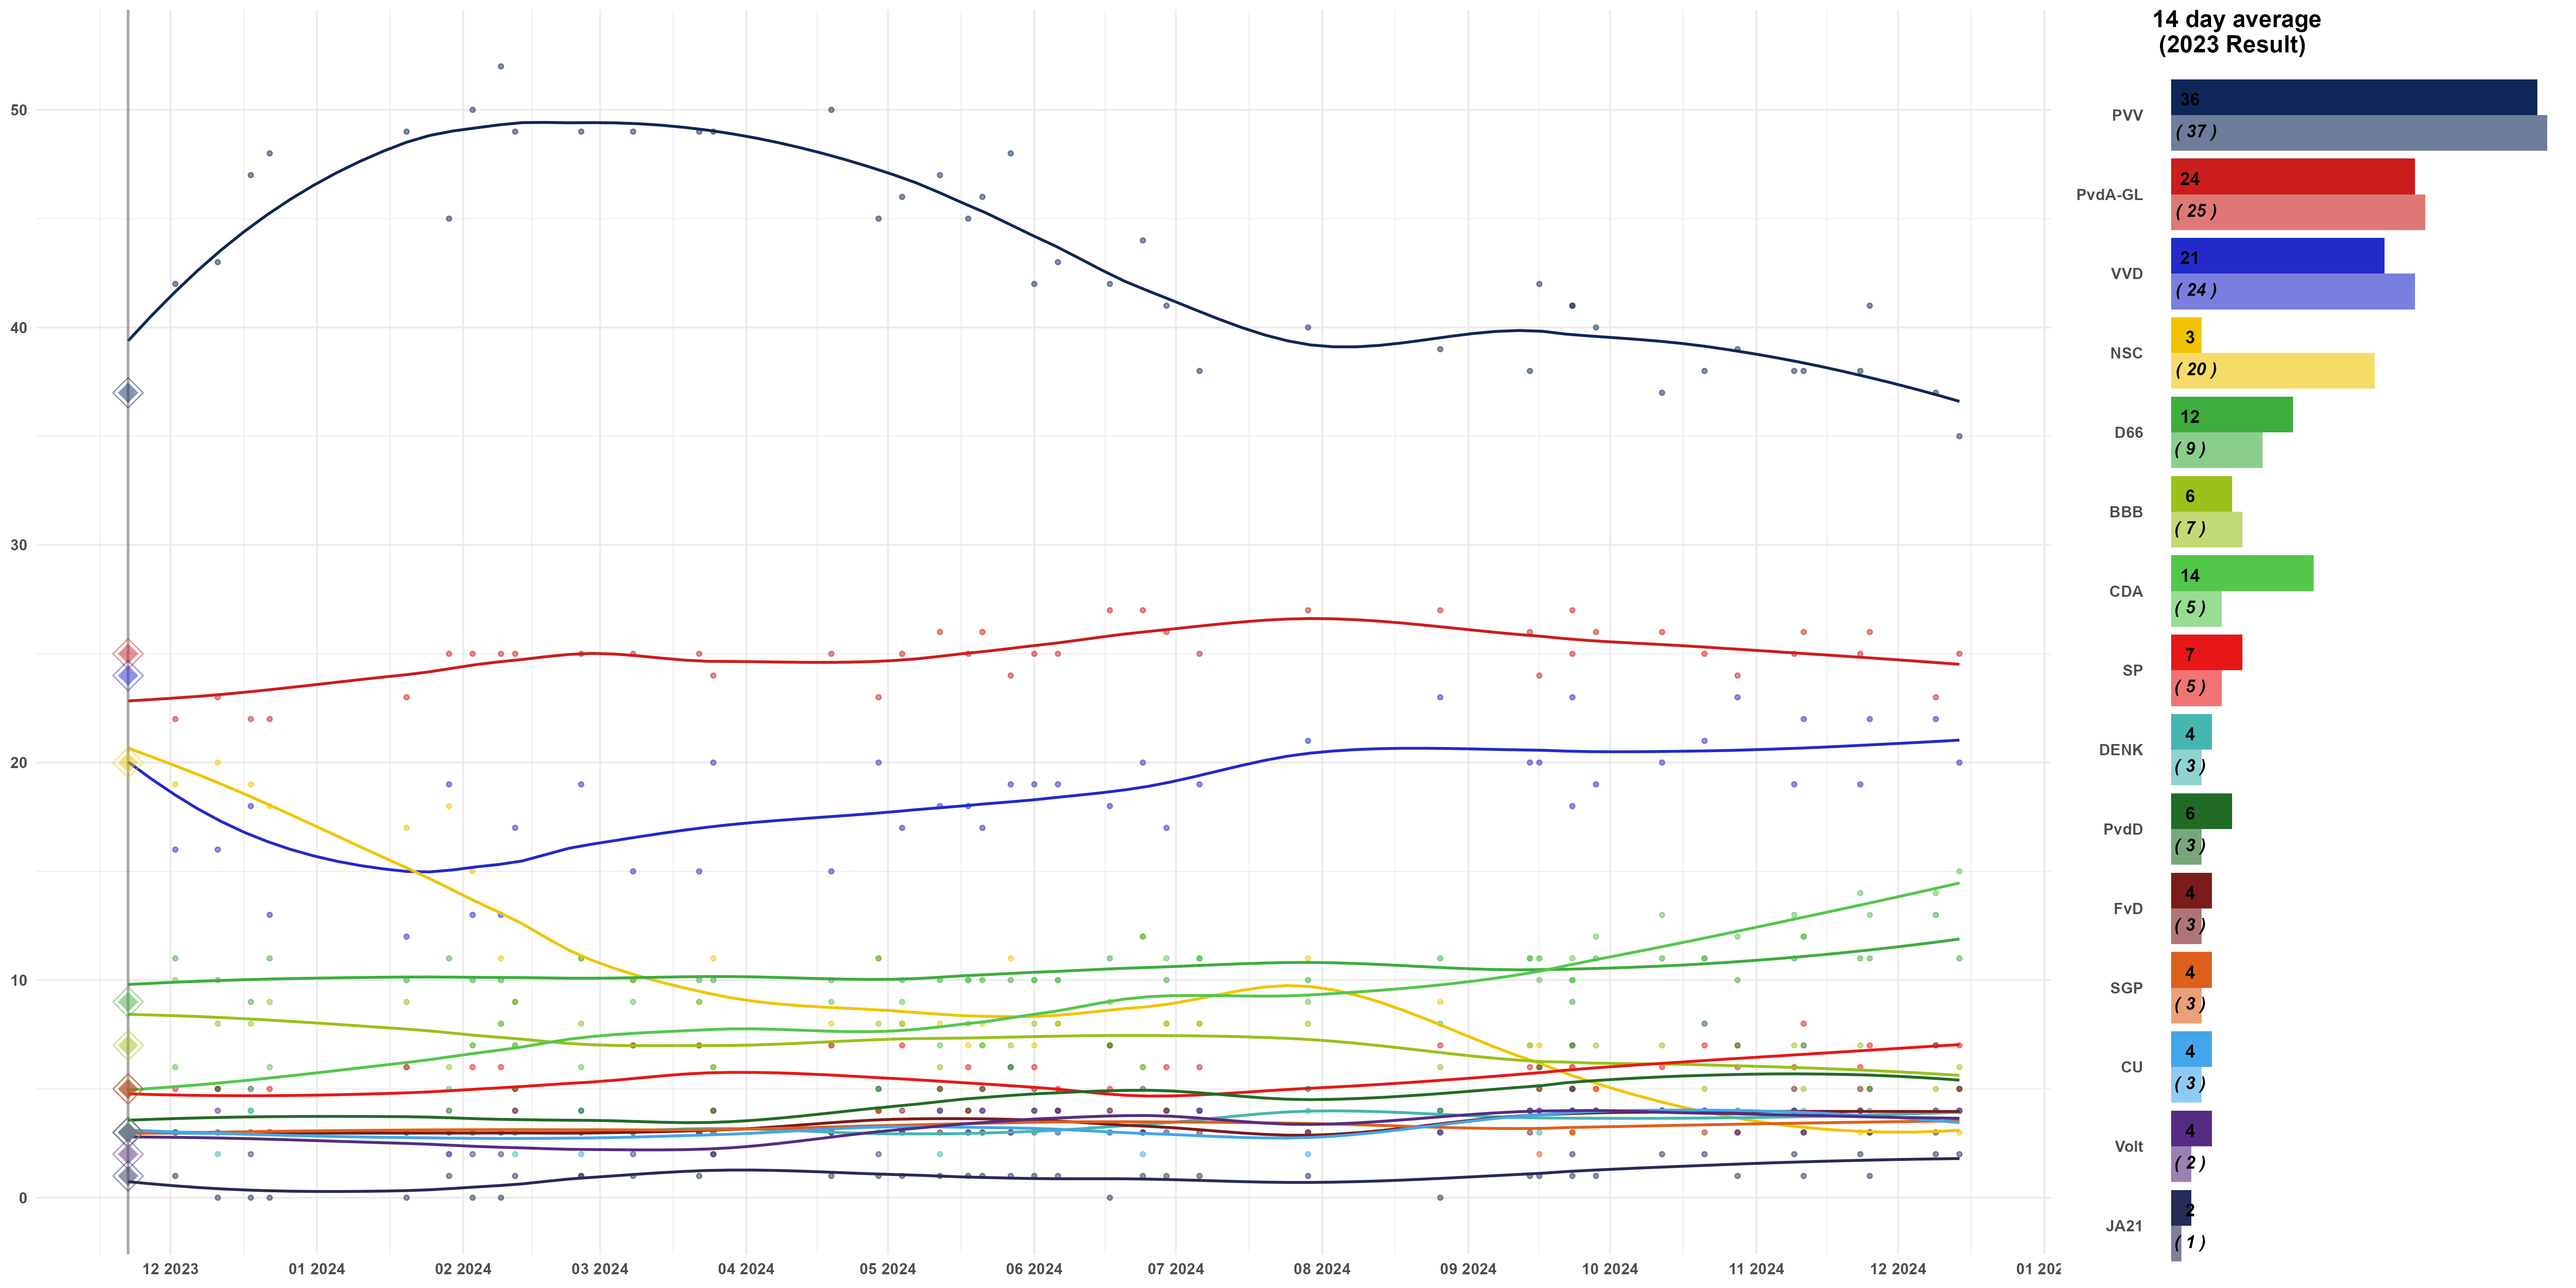 14 day average
(2023 Result)
50
40
30
20
10
0
12 2023
01 2024
02 2024
03 2024
04 2024
05 2024
06 2024
07 2024
08 2024
09 2024
10 2024
11 2024
12 2024
01 202
PVV
36
( 37 )
PvdA-GL
24
( 25 )
VVD
21
( 24 )
NSC
3
( 20 )
D66
12
( 9 )
BBB
6
( 7 )
CDA
14
( 5 )
SP
7
( 5 )
DENK
4
( 3 )
PvdD
6
( 3 )
FvD
4
( 3 )
SGP
4
( 3 )
CU
4
( 3 )
Volt
4
( 2 )
JA21
2
( 1 )